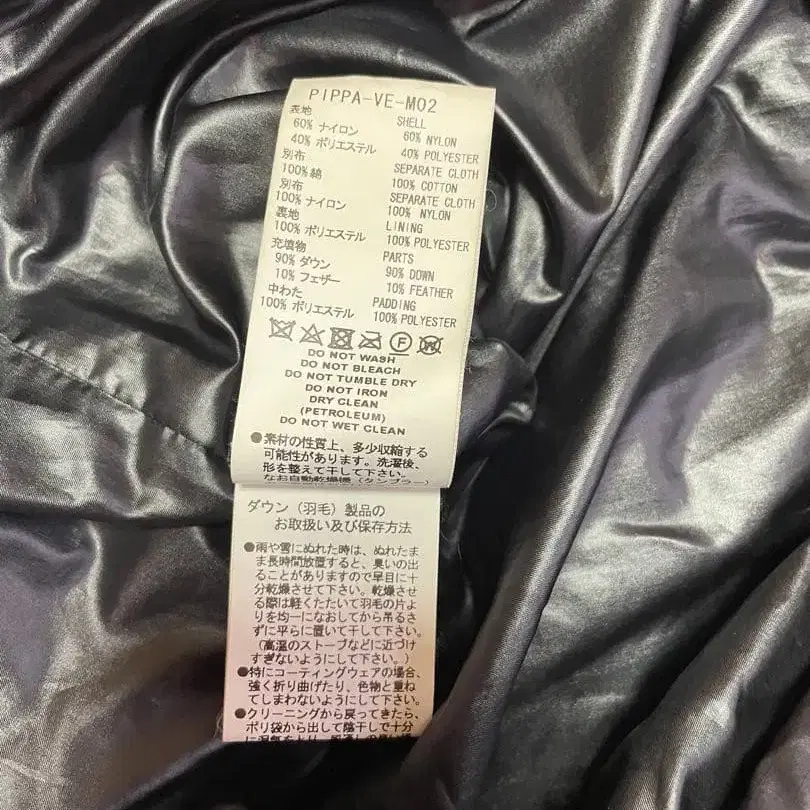 PIPPA-VE-M02
表地 SHELL
60% ナイロン 60% NYLON
40% ポリエステル 40% POLYESTER
別布 SEPARATE CLOTH
100% 綿 100% COTTON
別布 SEPARATE CLOTH
100% ナイロン 100% NYLON
裏地 LINING
100% ポリエステル 100% POLYESTER
充填物 PARTS
90% ダウン 90% DOWN
10% フェザー 10% FEATHER
中わた PADDING
100% ポリエステル 100% POLYESTER
F W
DO NOT WASH
DO NOT BLEACH
DO NOT TUMBLE DRY
DO NOT IRON
DRY CLEAN
(PETROLEUM)
DO NOT WET CLEAN
●素材の性質上、多少収縮する
可能性があります。洗濯後、
形を整えて干して下さい。
なお自動乾燥機（タンブラー）
ダウン（羽毛）製品の
お取扱い及び保存方法
●雨や雪にぬれた時は、ぬれたま
ま長時間放置すると、臭いの出
ることがありますので早目に十
分乾燥させて下さい。乾燥させ
る際は軽くたたいて羽毛の片よ
りを均一になおしてから吊るさ
ずに平らに置いて干して下さい。
（高温のストーブなどに近づけ
すぎないようにして下さい。）
●特にコーティングウェアの場合、
強く折り曲げたり、色物と重ね
てしまわないようにして下さい。
●クリーニングから戻ってきたら、
ポリ袋から出して陰干しで十分